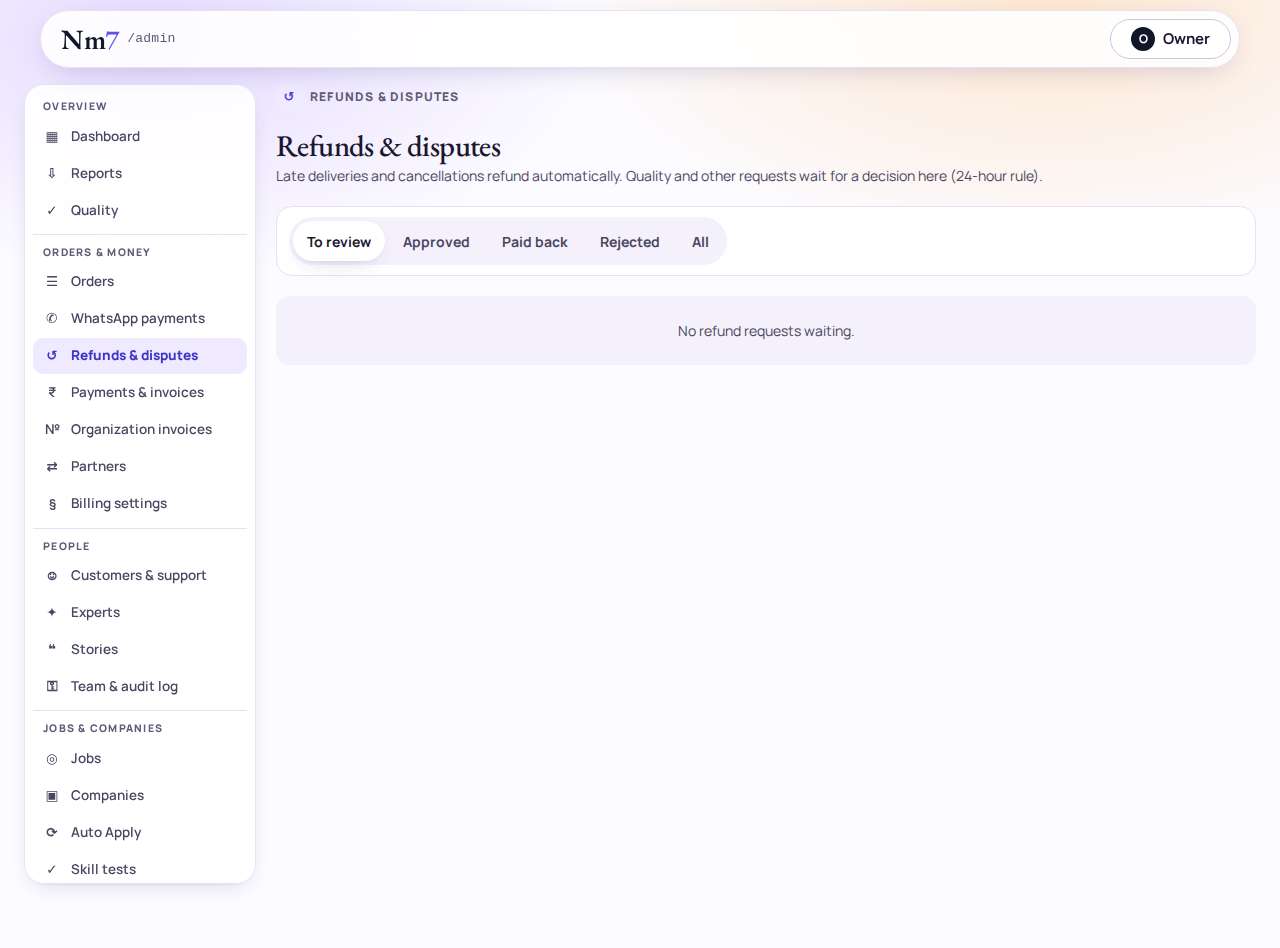 Nm7 /admin
O Owner
OVERVIEW
▦ Dashboard
⇩ Reports
✓ Quality
ORDERS & MONEY
☰ Orders
✆ WhatsApp payments
↺ Refunds & disputes
₹ Payments & invoices
№ Organization invoices
⇄ Partners
§ Billing settings
PEOPLE
☺ Customers & support
✦ Experts
❝ Stories
⚿ Team & audit log
JOBS & COMPANIES
◎ Jobs
▣ Companies
⟳ Auto Apply
✓ Skill tests
↺ REFUNDS & DISPUTES
Refunds & disputes
Late deliveries and cancellations refund automatically. Quality and other requests wait for a decision here (24-hour rule).
To review Approved Paid back Rejected All
No refund requests waiting.